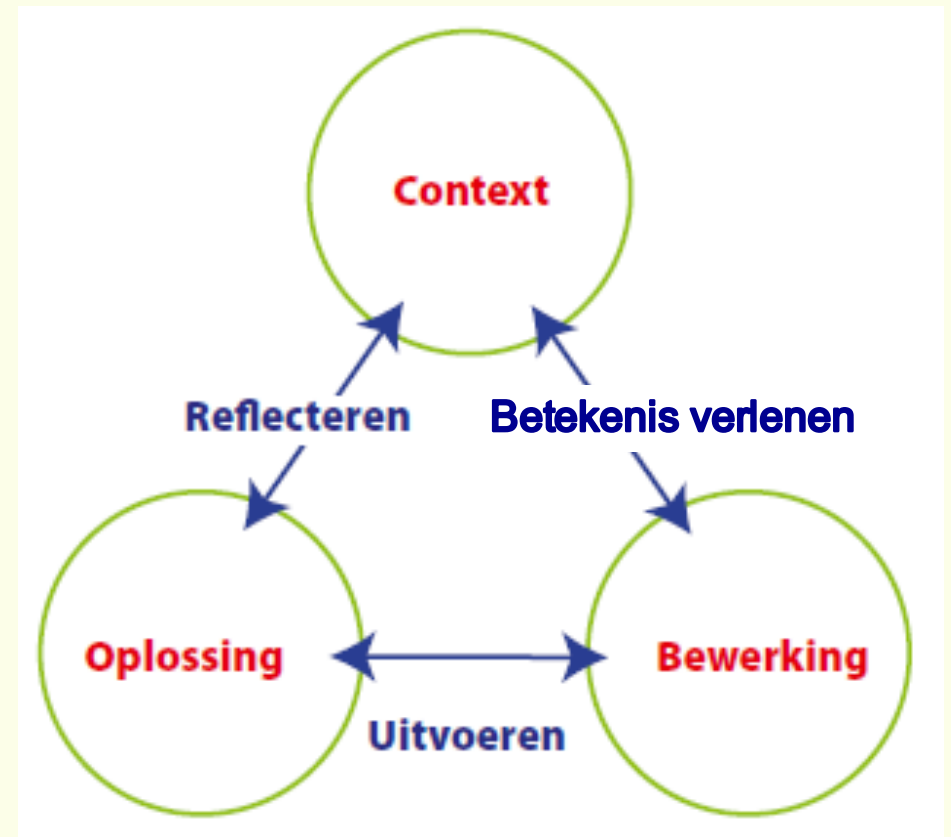 Context
Reflecteren
Betekenis verlenen
Oplossing
Bewerking
Uitvoeren